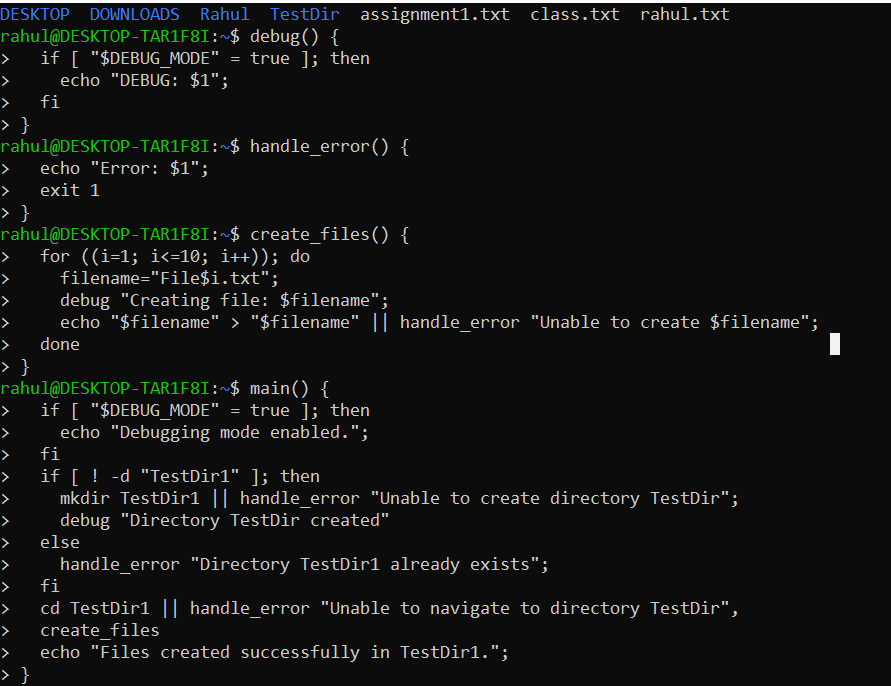 DESKTOP  DOWNLOADS  Rahul  TestDir  assignment1.txt  class.txt  rahul.txt
rahul@DESKTOP-TAR1F8I:~$ debug() {
>   if [ "$DEBUG_MODE" = true ]; then
>     echo "DEBUG: $1";
>   fi
> }
rahul@DESKTOP-TAR1F8I:~$ handle_error() {
>   echo "Error: $1";
>   exit 1
> }
rahul@DESKTOP-TAR1F8I:~$ create_files() {
>   for ((i=1; i<=10; i++)); do
>     filename="File$i.txt";
>     debug "Creating file: $filename";
>     echo "$filename" > "$filename" || handle_error "Unable to create $filename";
>   done
> }
rahul@DESKTOP-TAR1F8I:~$ main() {
>   if [ "$DEBUG_MODE" = true ]; then
>     echo "Debugging mode enabled.";
>   fi
>   if [ ! -d "TestDir1" ]; then
>     mkdir TestDir1 || handle_error "Unable to create directory TestDir";
>     debug "Directory TestDir created"
>   else
>     handle_error "Directory TestDir1 already exists";
>   fi
>   cd TestDir1 || handle_error "Unable to navigate to directory TestDir",
>   create_files
>   echo "Files created successfully in TestDir1.";
> }